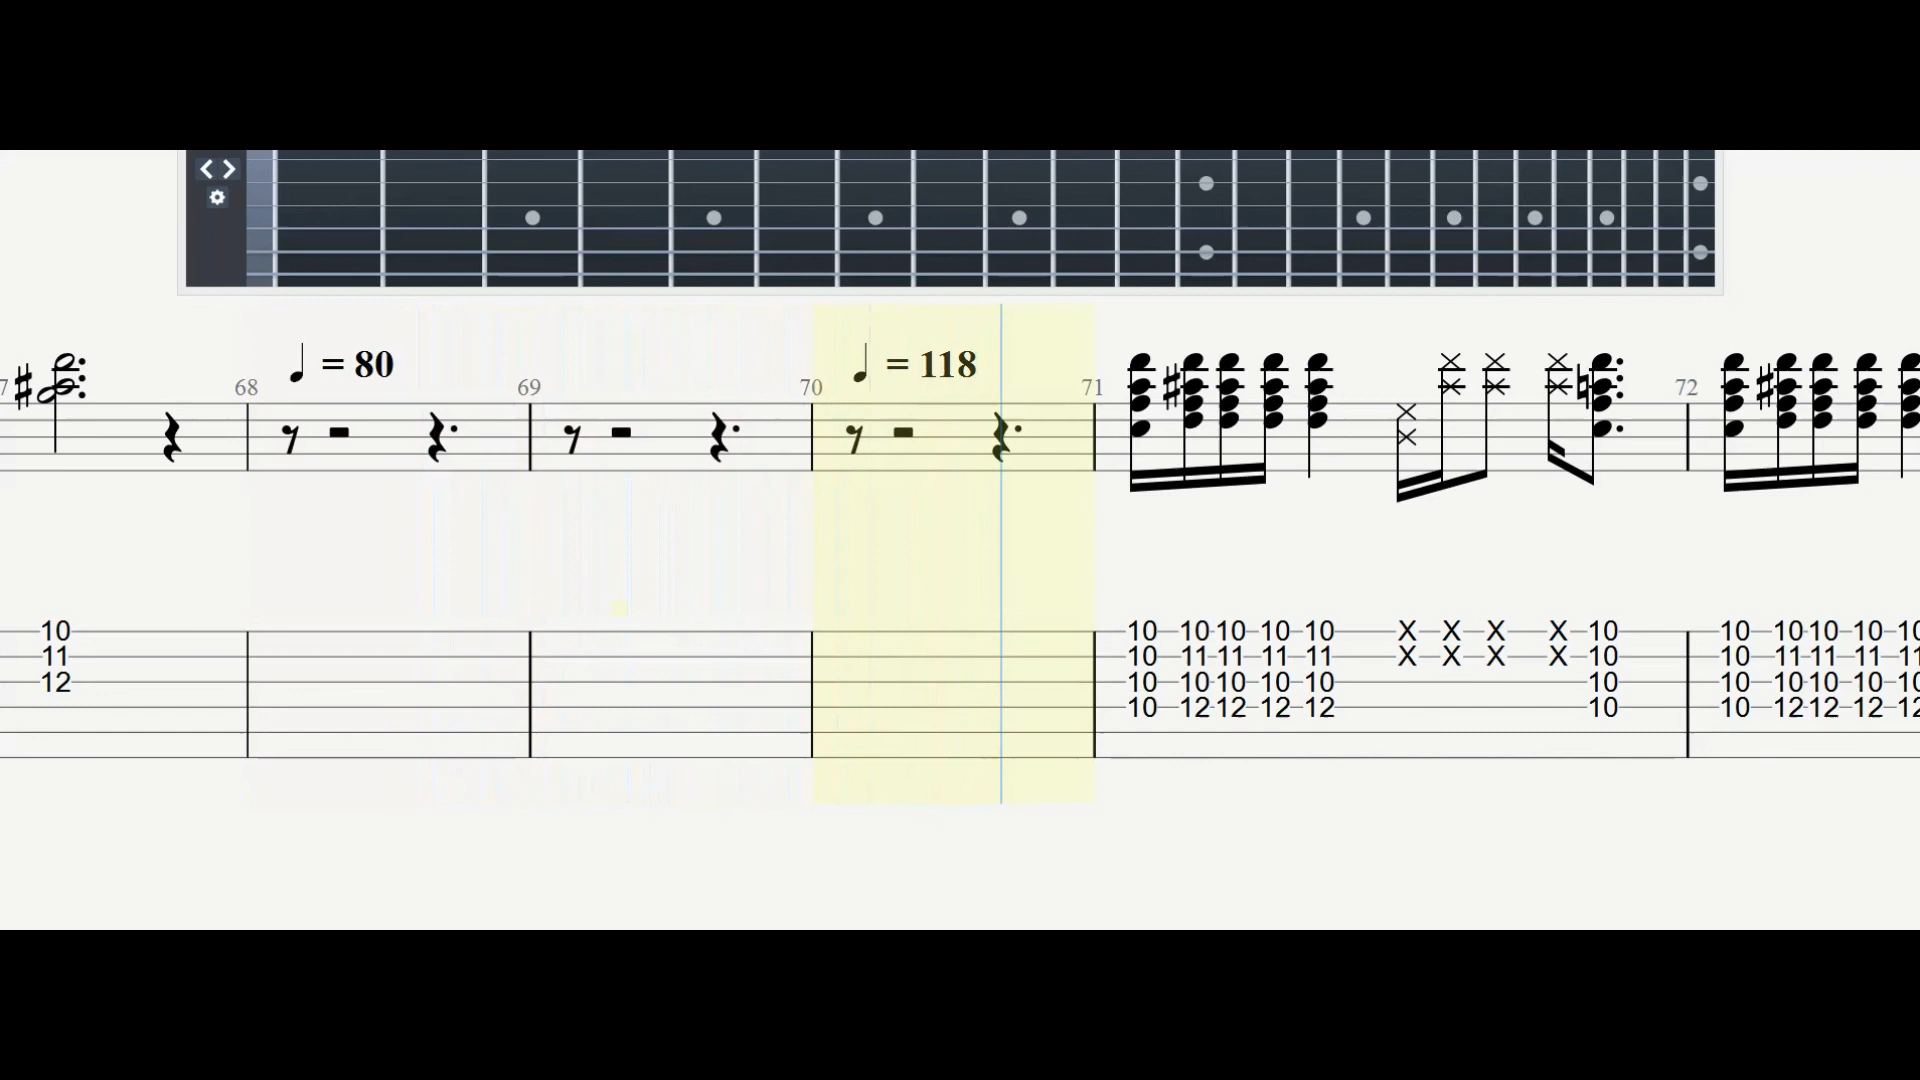 = 80
= 118
7 68 69 70 71 72
10 10 10 10 10 10 X X X X 10 10 10 10 10 10
11 10 11 11 11 11 X X X X 10 10 11 11 11 11
12 10 10 10 10 10 10 10 10 10 10 10
10 12 12 12 12 10 10 12 12 12 12